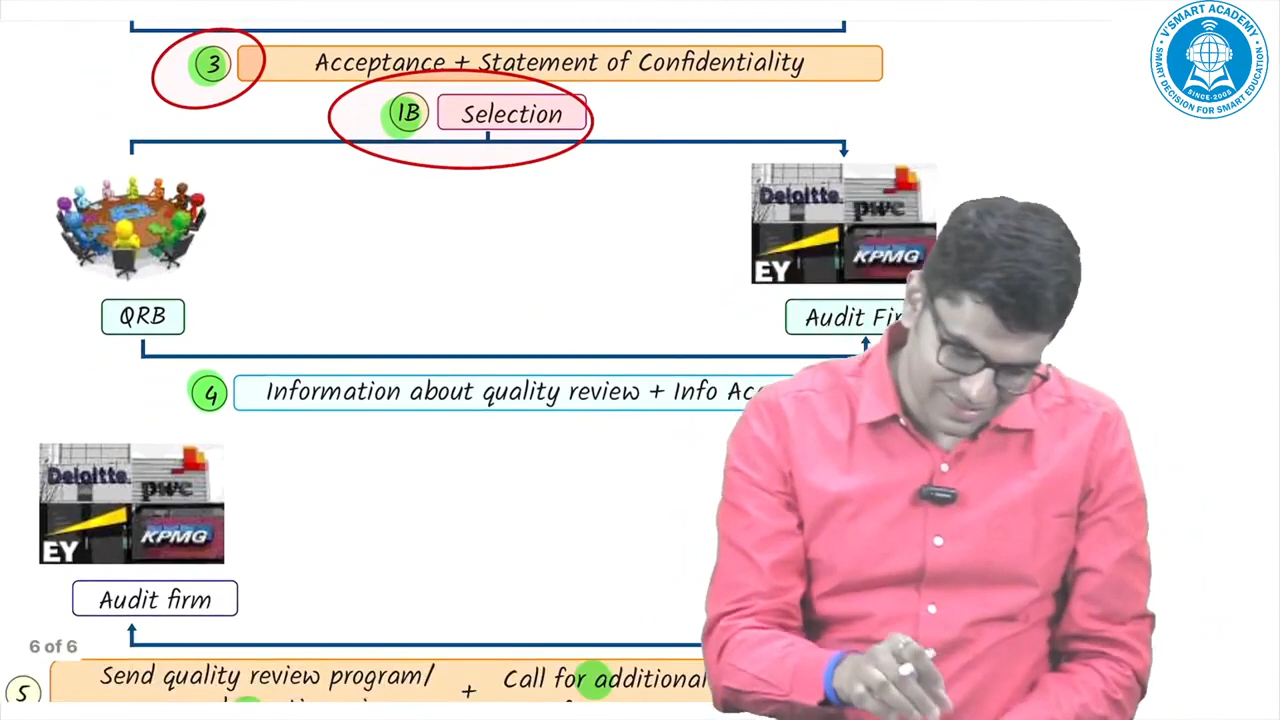 3 Acceptance + Statement of Confidentiality
1B Selection
V'SMART ACADEMY
SINCE-2005
SMART DECISION FOR SMART EDUCATION
Deloitte.
pwc
EY
KPMG
QRB
Audit
4 Information about quality review + Info
Deloitte.
pwc
EY
KPMG
Audit firm
6 of 6
5 Send quality review program/ + Call for additional